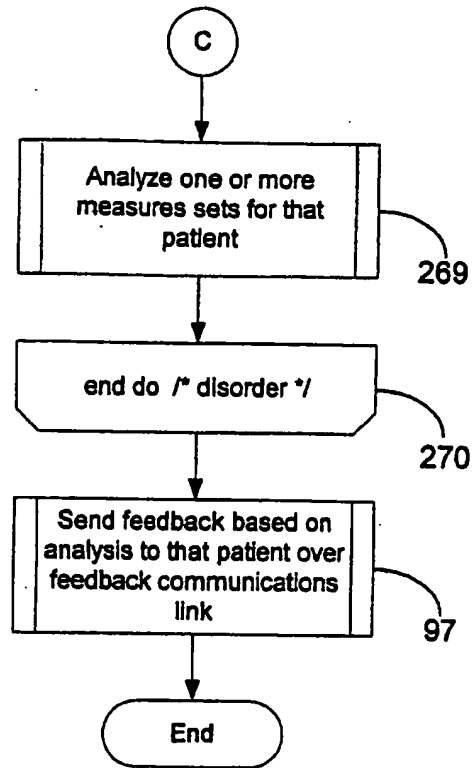 C
Analyze one or more
measures sets for that
patient
269
end do /* disorder */
270
Send feedback based on
analysis to that patient over
feedback communications
link
97
End